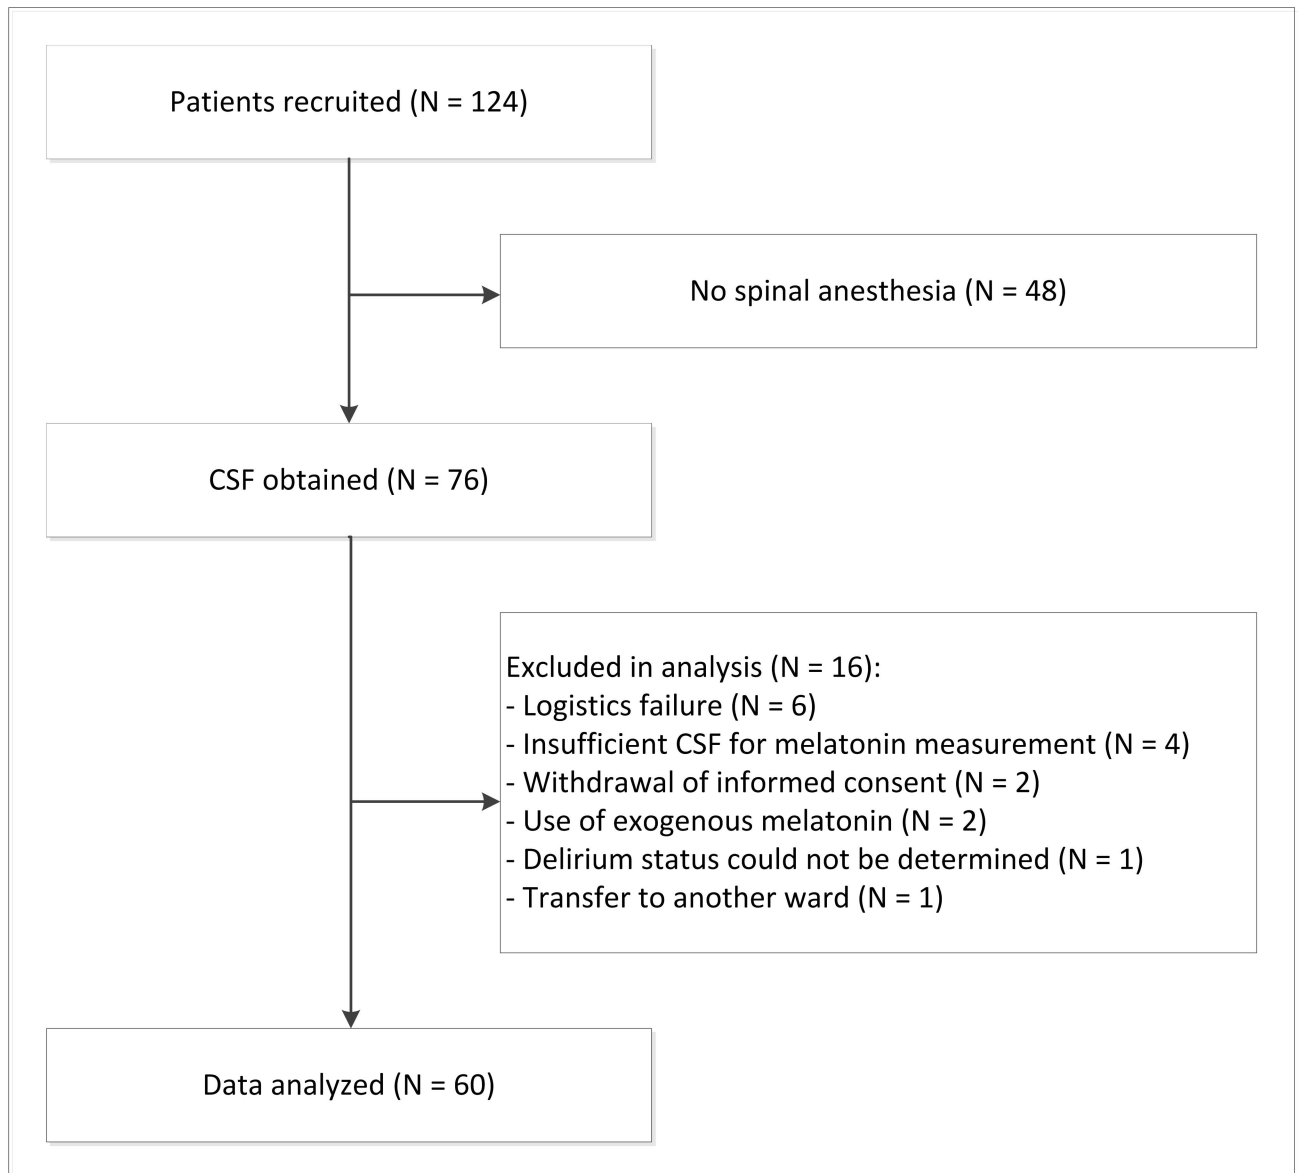 Patients recruited (N = 124)
No spinal anesthesia (N = 48)
CSF obtained (N = 76)
Excluded in analysis (N = 16):
- Logistics failure (N = 6)
- Insufficient CSF for melatonin measurement (N = 4)
- Withdrawal of informed consent (N = 2)
- Use of exogenous melatonin (N = 2)
- Delirium status could not be determined (N = 1)
- Transfer to another ward (N = 1)
Data analyzed (N = 60)